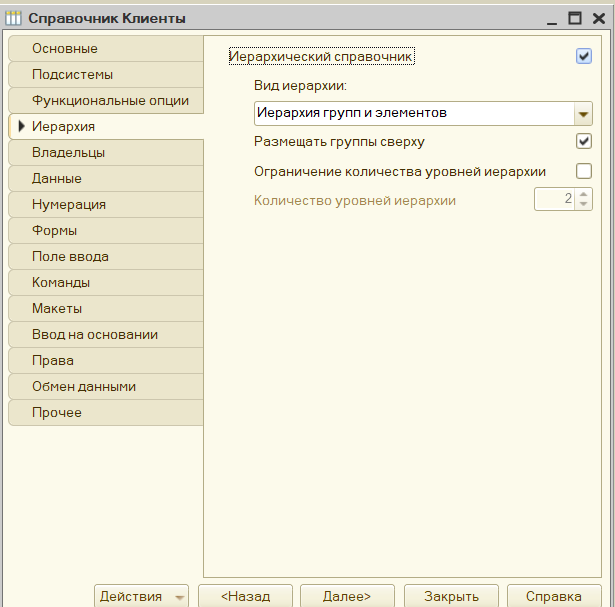 Справочник Клиенты
Основные
Подсистемы
Функциональные опции
Иерархия
Владельцы
Данные
Нумерация
Формы
Поле ввода
Команды
Макеты
Ввод на основании
Права
Обмен данными
Прочее
Иерархический справочник
Вид иерархии:
Иерархия групп и элементов
Размещать группы сверху
Ограничение количества уровней иерархии
Количество уровней иерархии 2
Действия <Назад Далее> Закрыть Справка